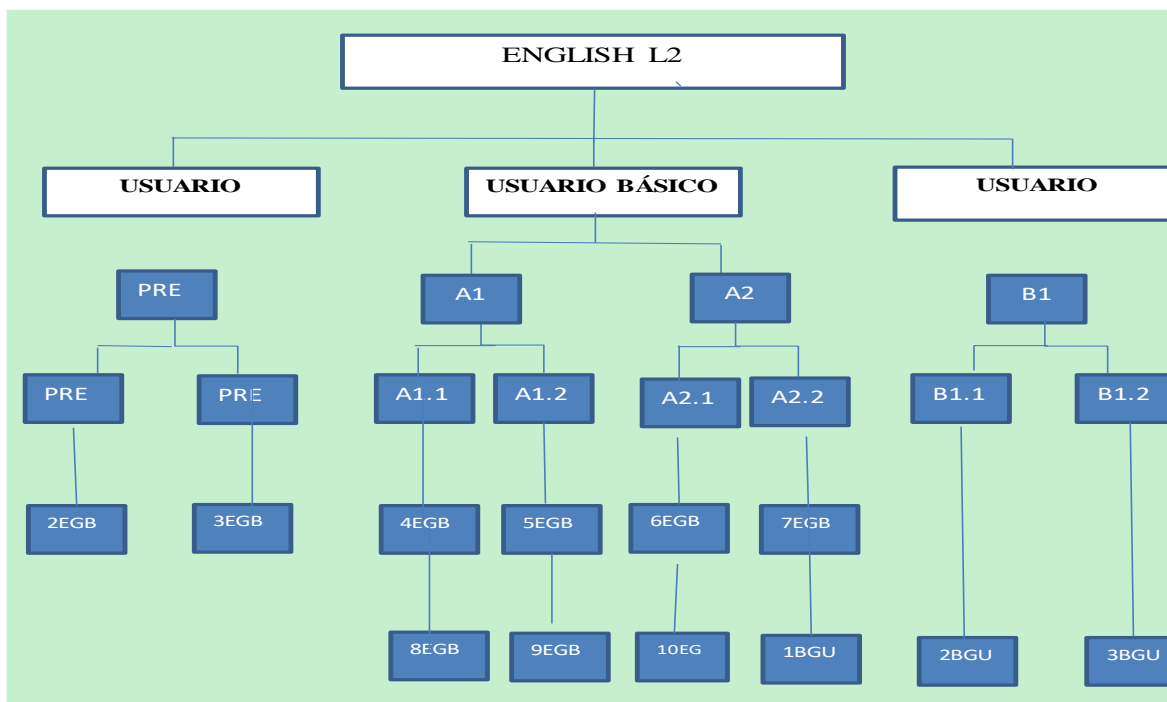 ENGLISH L2
USUARIO
USUARIO BÁSICO
USUARIO
PRE
A1
A2
B1
PRE
PRE
A1.1
A1.2
A2.1
A2.2
B1.1
B1.2
2EGB
3EGB
4EGB
5EGB
6EGB
7EGB
8EGB
9EGB
10EG
1BGU
2BGU
3BGU